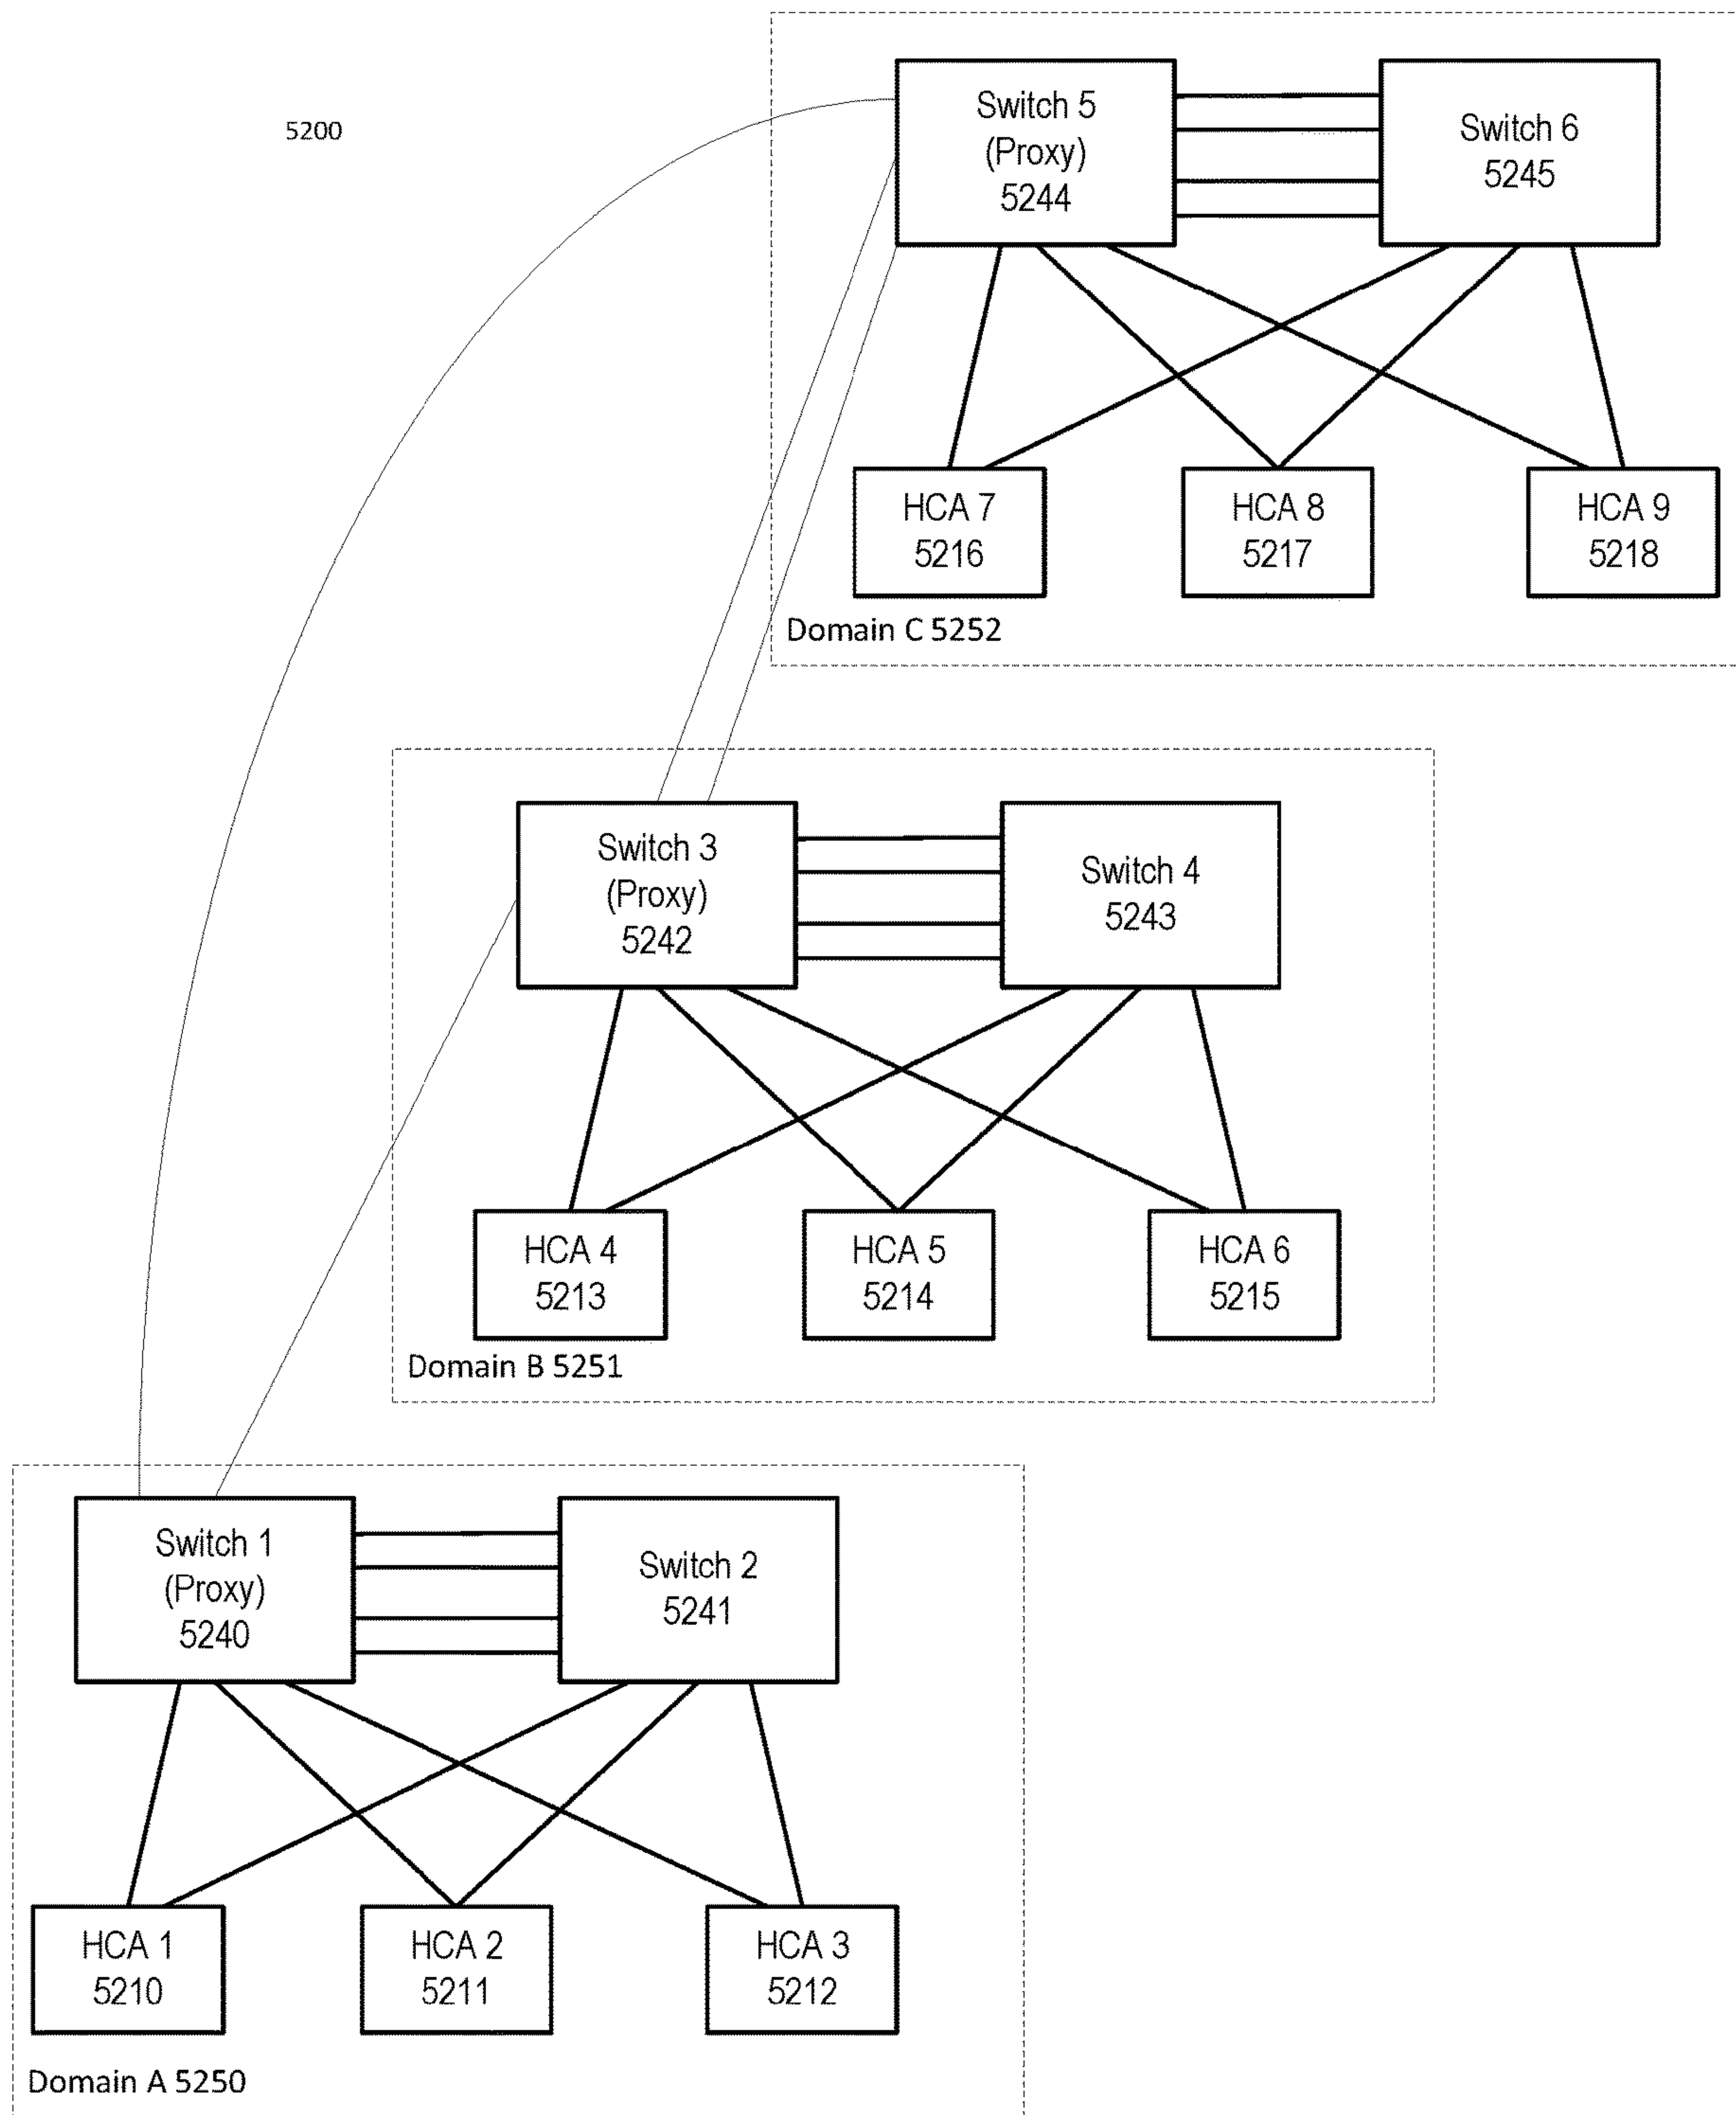 5200
Switch 5
(Proxy)
5244
Switch 6
5245
HCA 7
5216
HCA 8
5217
HCA 9
5218
Domain C 5252
Switch 3
(Proxy)
5242
Switch 4
5243
HCA 4
5213
HCA 5
5214
HCA 6
5215
Domain B 5251
Switch 1
(Proxy)
5240
Switch 2
5241
HCA 1
5210
HCA 2
5211
HCA 3
5212
Domain A 5250